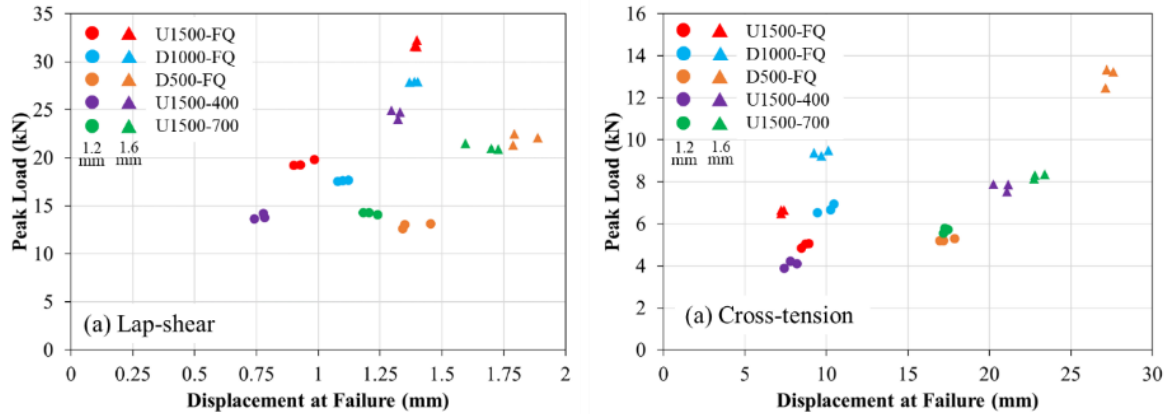 35
30
25
20
15
10
5
0
Peak Load (kN)
U1500-FQ
D1000-FQ
D500-FQ
U1500-400
U1500-700
1.2 1.6
mm mm
(a) Lap-shear
0 0.25 0.5 0.75 1 1.25 1.5 1.75 2
Displacement at Failure (mm)
16
14
12
10
8
6
4
2
0
Peak Load (kN)
U1500-FQ
D1000-FQ
D500-FQ
U1500-400
U1500-700
1.2 1.6
mm mm
(a) Cross-tension
0 5 10 15 20 25 30
Displacement at Failure (mm)